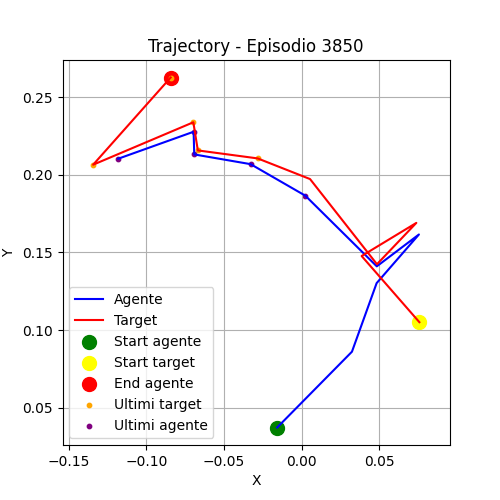 Trajectory - Episodio 3850
Y
0.25
0.20
0.15
0.10
0.05
Agente
Target
Start agente
Start target
End agente
Ultimi target
Ultimi agente
−0.15
−0.10
−0.05
0.00
0.05
X